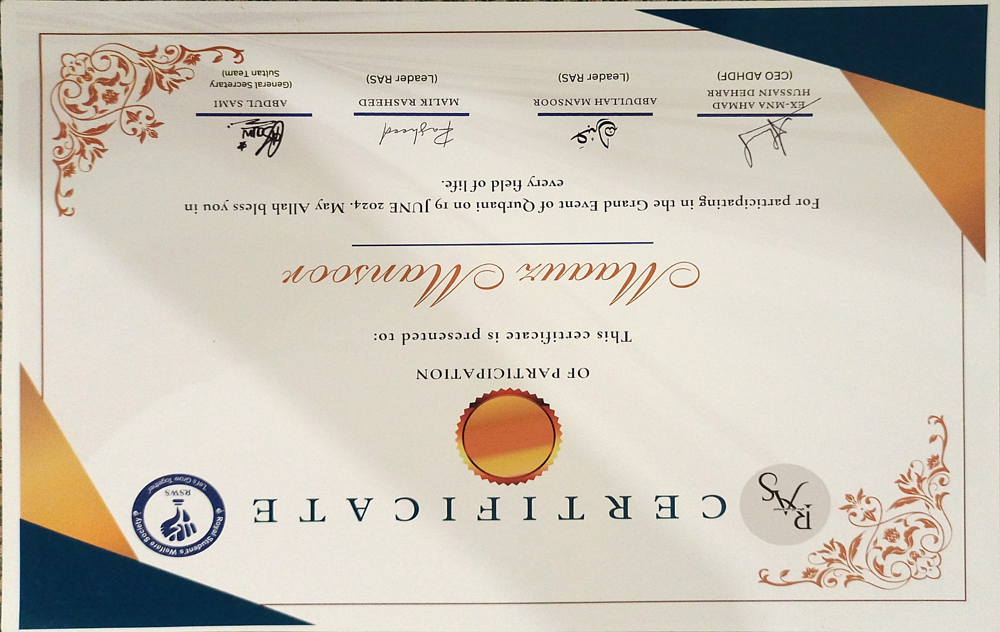 RAS
CERTIFICATE
Royal Student's Welfare Society
RSWS
"Let's Grow Together"
OF PARTICIPATION
This certificate is presented to:
Maauz Mansoor
For participating in the Grand Event of Qurbani on 19 JUNE 2024. May Allah bless you in
every field of life.
Rasheed
Sami
EX-MNA AHMAD
HUSSAIN DEHARR
(CEO ADHDF)
ABDULLAH MANSOOR
(Leader RAS)
MALIK RASHEED
(Leader RAS)
ABDUL SAMI
(General Secretary
Sultan Team)